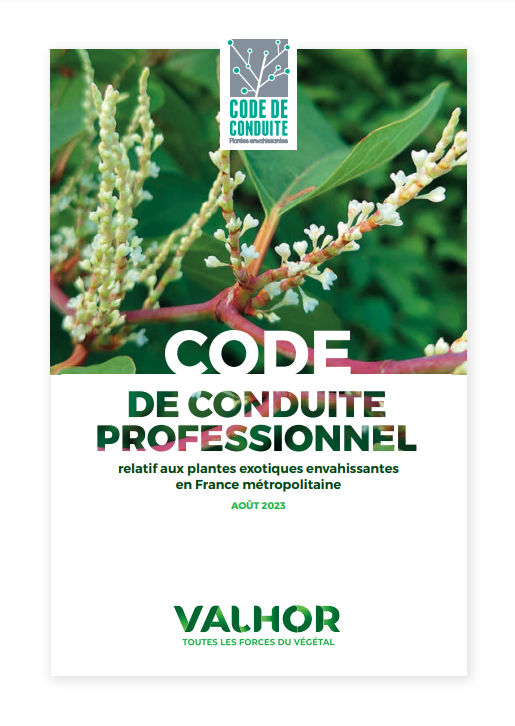 CODE DE
CONDUITE
Plantes envahissantes
CODE
DE CONDUITE
PROFESSIONNEL
relatif aux plantes exotiques envahissantes
en France métropolitaine
AOÛT 2023
VALHOR
TOUTES LES FORCES DU VÉGÉTAL